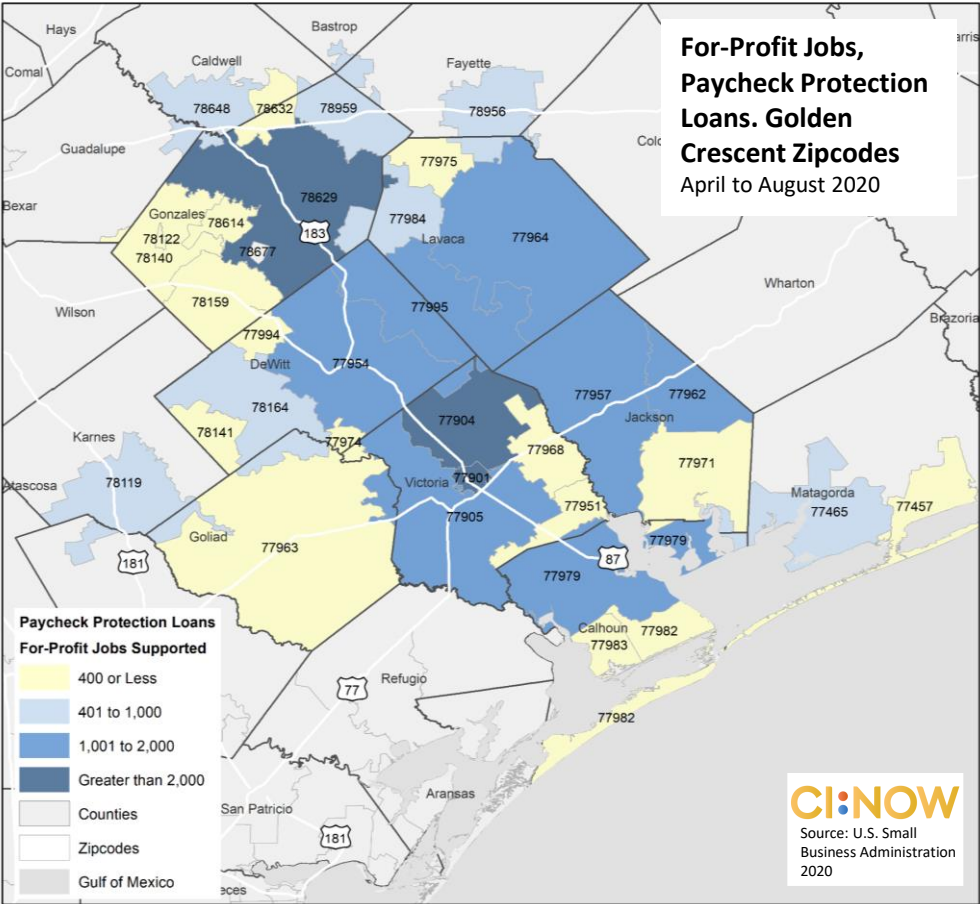 Hays
Bastrop
Comal
Caldwell
Fayette
arris
For-Profit Jobs,
Paycheck Protection
Loans. Golden
Crescent Zipcodes
April to August 2020
78648
78632
78959
78956
Guadalupe
Colo
77975
Bexar
78629
Gonzales
78614
77984
78122
183
Lavaca
77964
78140
78677
Wharton
78159
77995
Wilson
Brazoria
77994
77954
DeWitt
77957
77962
78164
77904
Jackson
78141
77974
77968
Karnes
77971
78119
Victoria
77901
Matagorda
Atascosa
77465
77457
77951
77905
Goliad
77963
77979
87
181
77979
Calhoun
77982
77983
Paycheck Protection Loans
For-Profit Jobs Supported
400 or Less
401 to 1,000
1,001 to 2,000
Greater than 2,000
Counties
Zipcodes
Gulf of Mexico
77
Refugio
77982
Aransas
San Patricio
181
eces
CI:NOW
Source: U.S. Small
Business Administration
2020